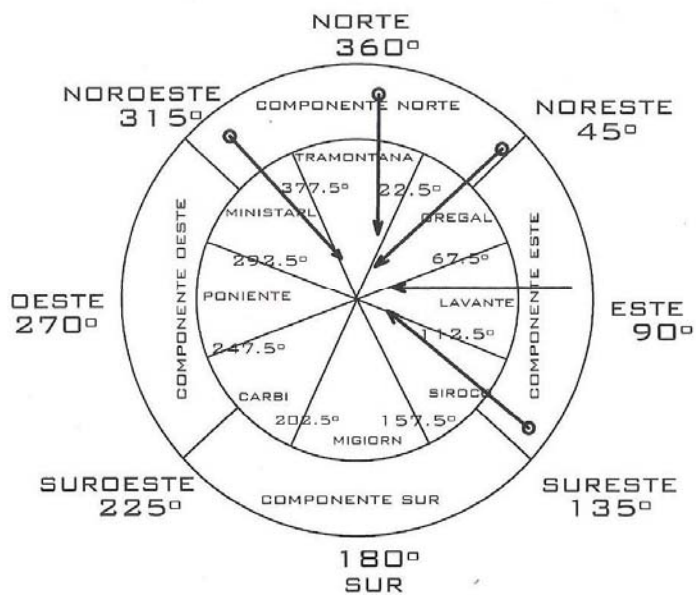 NORTE
360º
NOROESTE
315º
COMPONENTE NORTE
NORESTE
45º
TRAMONTANA
377.5º
22.5º
MINISTARL
GREGAL
292.5º
67.5º
COMPONENTE OESTE
COMPONENTE ESTE
OESTE
270º
PONIENTE
LAVANTE
ESTE
90º
247.5º
112.5º
CARBI
SIROCO
202.5º
157.5º
MIGIORN
SUROESTE
225º
COMPONENTE SUR
SURESTE
135º
180º
SUR